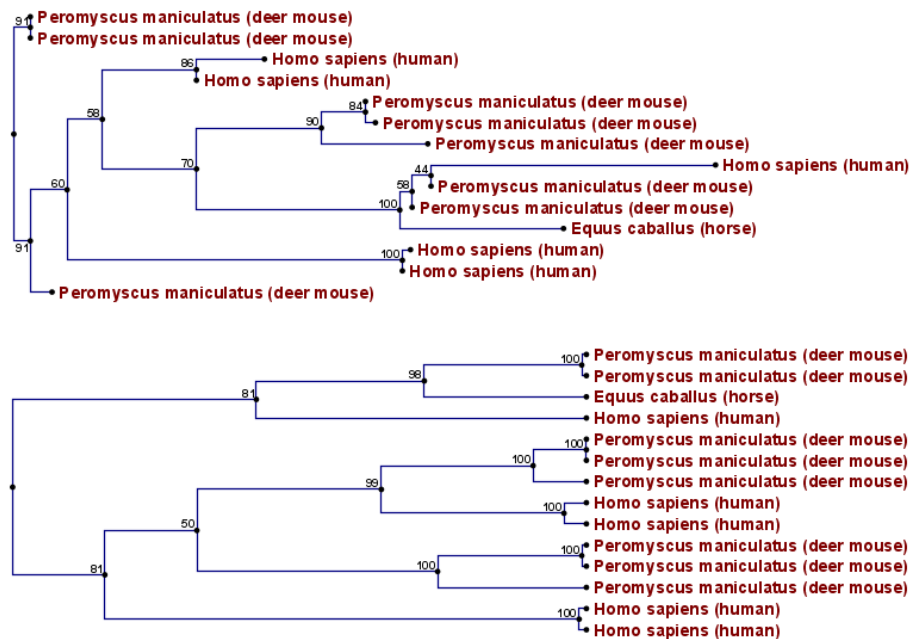 91 Peromyscus maniculatus (deer mouse)
Peromyscus maniculatus (deer mouse)
86 Homo sapiens (human)
Homo sapiens (human)
58
84 Peromyscus maniculatus (deer mouse)
90 Peromyscus maniculatus (deer mouse)
Peromyscus maniculatus (deer mouse)
70
44 Homo sapiens (human)
58 Peromyscus maniculatus (deer mouse)
60
100 Peromyscus maniculatus (deer mouse)
Equus caballus (horse)
91
100 Homo sapiens (human)
Homo sapiens (human)
Peromyscus maniculatus (deer mouse)
100 Peromyscus maniculatus (deer mouse)
98 Peromyscus maniculatus (deer mouse)
81 Equus caballus (horse)
Homo sapiens (human)
100 Peromyscus maniculatus (deer mouse)
100 Peromyscus maniculatus (deer mouse)
99 Peromyscus maniculatus (deer mouse)
100 Homo sapiens (human)
50 Homo sapiens (human)
100 Peromyscus maniculatus (deer mouse)
81 100 Peromyscus maniculatus (deer mouse)
Peromyscus maniculatus (deer mouse)
100 Homo sapiens (human)
Homo sapiens (human)